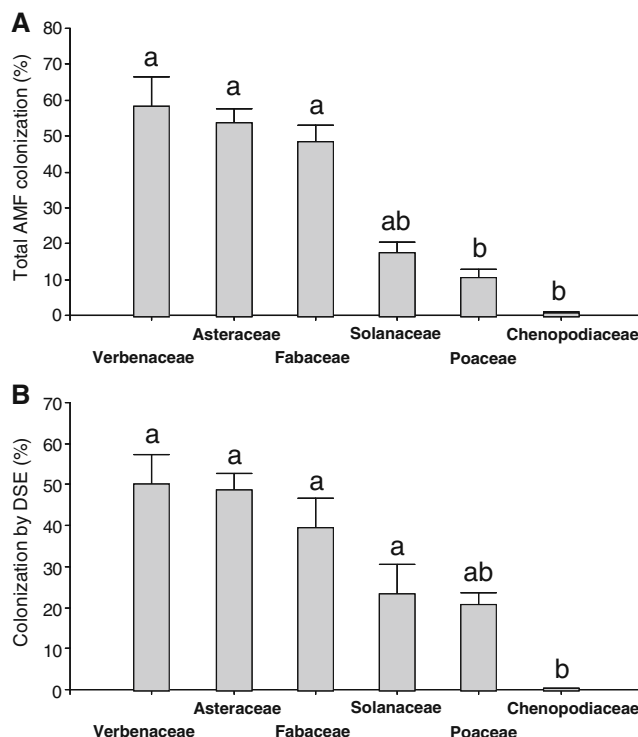 A
Total AMF colonization (%)
80
70
60
50
40
30
20
10
0
a
a
a
ab
b
b
Asteraceae
Solanaceae
Chenopodiaceae
Verbenaceae
Fabaceae
Poaceae
B
Colonization by DSE (%)
70
60
50
40
30
20
10
0
a
a
a
a
ab
b
Asteraceae
Solanaceae
Chenopodiaceae
Verbenaceae
Fabaceae
Poaceae